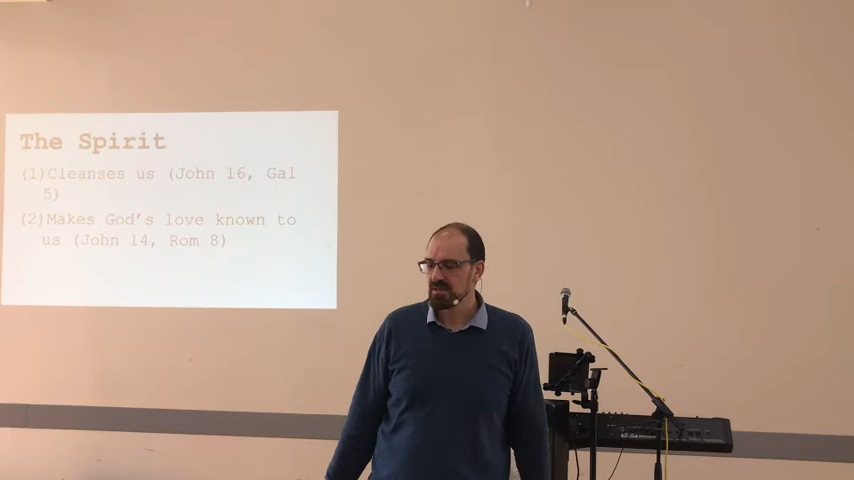 The Spirit
(1)Cleanses us (John 16, Gal
5)
(2)Makes God's love known to
us (John 14, Rom 8)